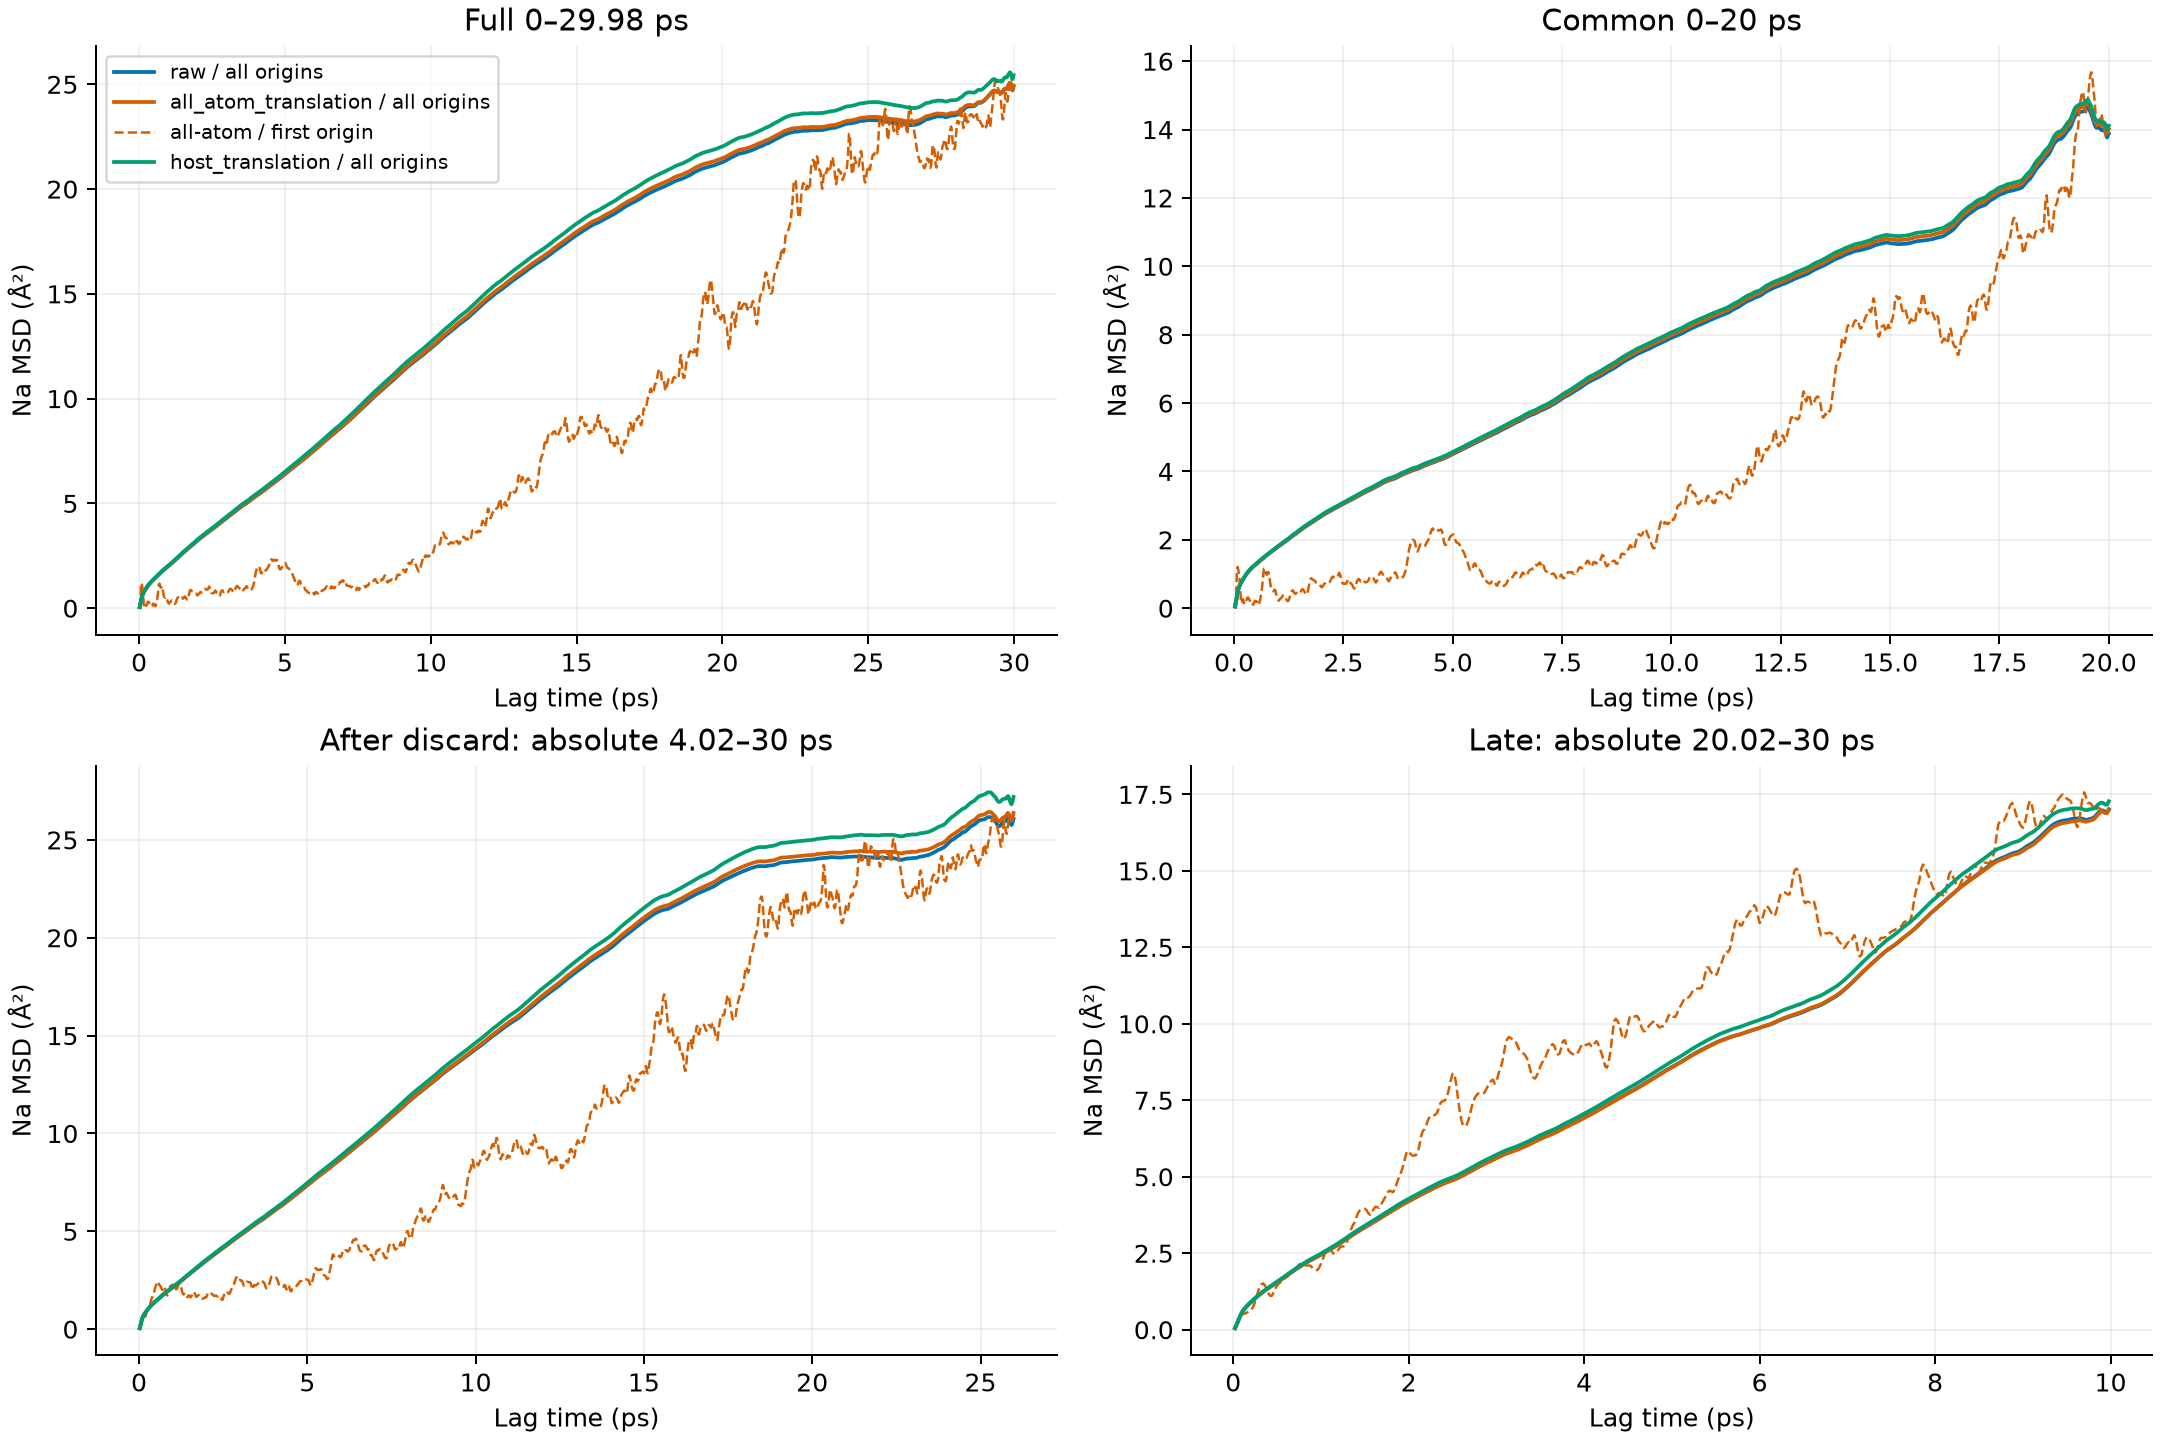 Full 0–29.98 ps
25
20
15
10
5
0
Na MSD (Å²)
raw / all origins
all_atom_translation / all origins
all-atom / first origin
host_translation / all origins
0 5 10 15 20 25 30
Lag time (ps)
Common 0–20 ps
16
14
12
10
8
6
4
2
0
Na MSD (Å²)
0.0 2.5 5.0 7.5 10.0 12.5 15.0 17.5 20.0
Lag time (ps)
After discard: absolute 4.02–30 ps
25
20
15
10
5
0
Na MSD (Å²)
0 5 10 15 20 25
Lag time (ps)
Late: absolute 20.02–30 ps
17.5
15.0
12.5
10.0
7.5
5.0
2.5
0.0
Na MSD (Å²)
0 2 4 6 8 10
Lag time (ps)